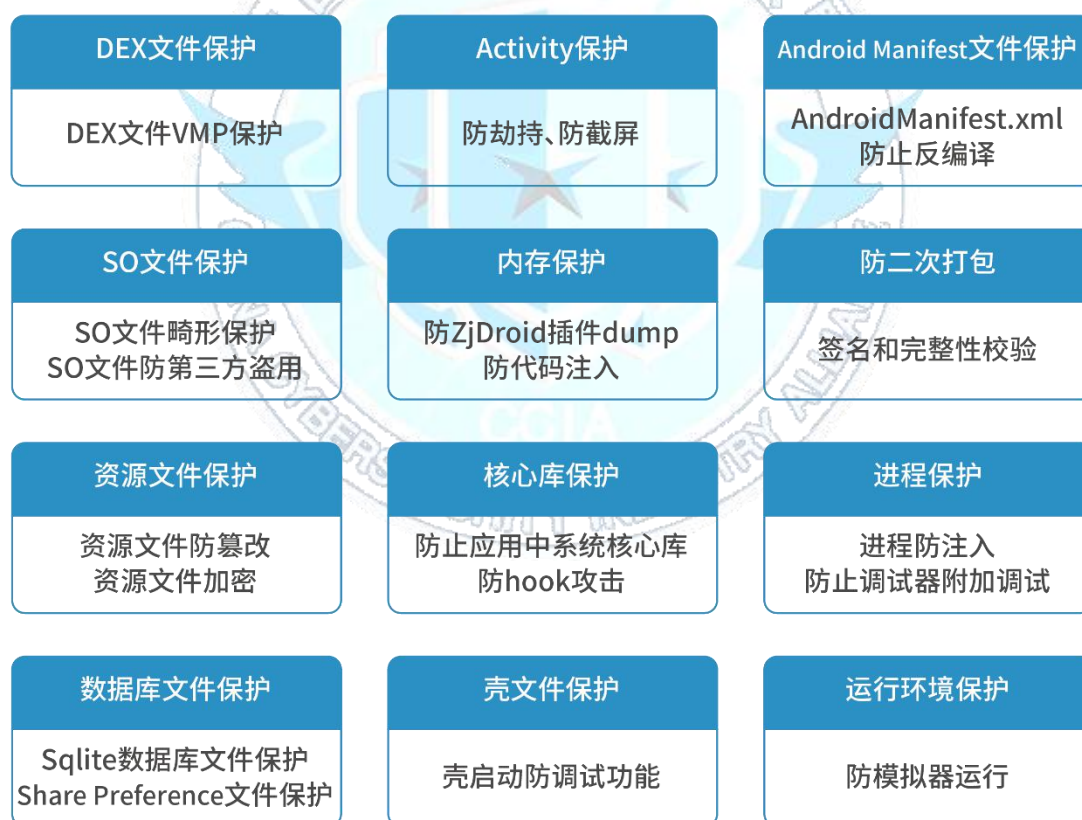 DEX文件保护
DEX文件VMP保护
Activity保护
防劫持、防截屏
Android Manifest文件保护
AndroidManifest.xml
防止反编译
SO文件保护
SO文件畸形保护
SO文件防第三方盗用
内存保护
防ZjDroid插件dump
防代码注入
防二次打包
签名和完整性校验
资源文件保护
资源文件防篡改
资源文件加密
核心库保护
防止应用中系统核心库
防hook攻击
进程保护
进程防注入
防止调试器附加调试
数据库文件保护
Sqlite数据库文件保护
Share Preference文件保护
壳文件保护
壳启动防调试功能
运行环境保护
防模拟器运行
CCIA